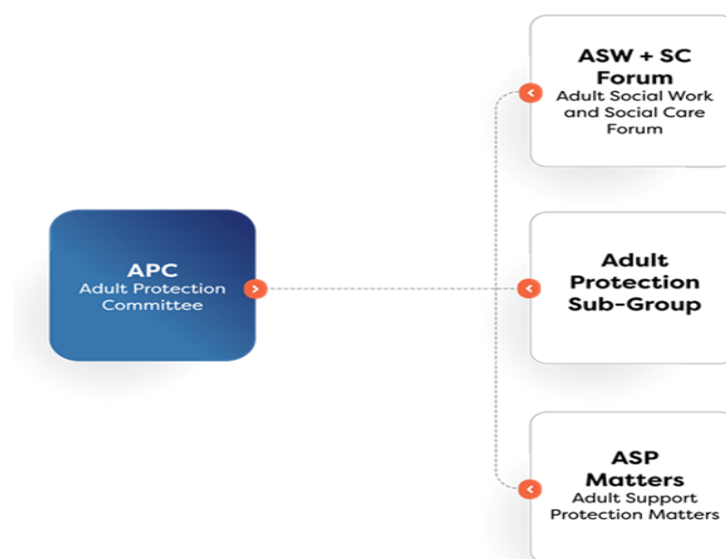 APC
Adult Protection
Committee
ASW + SC
Forum
Adult Social Work
and Social Care
Forum
Adult
Protection
Sub-Group
ASP
Matters
Adult Support
Protection Matters